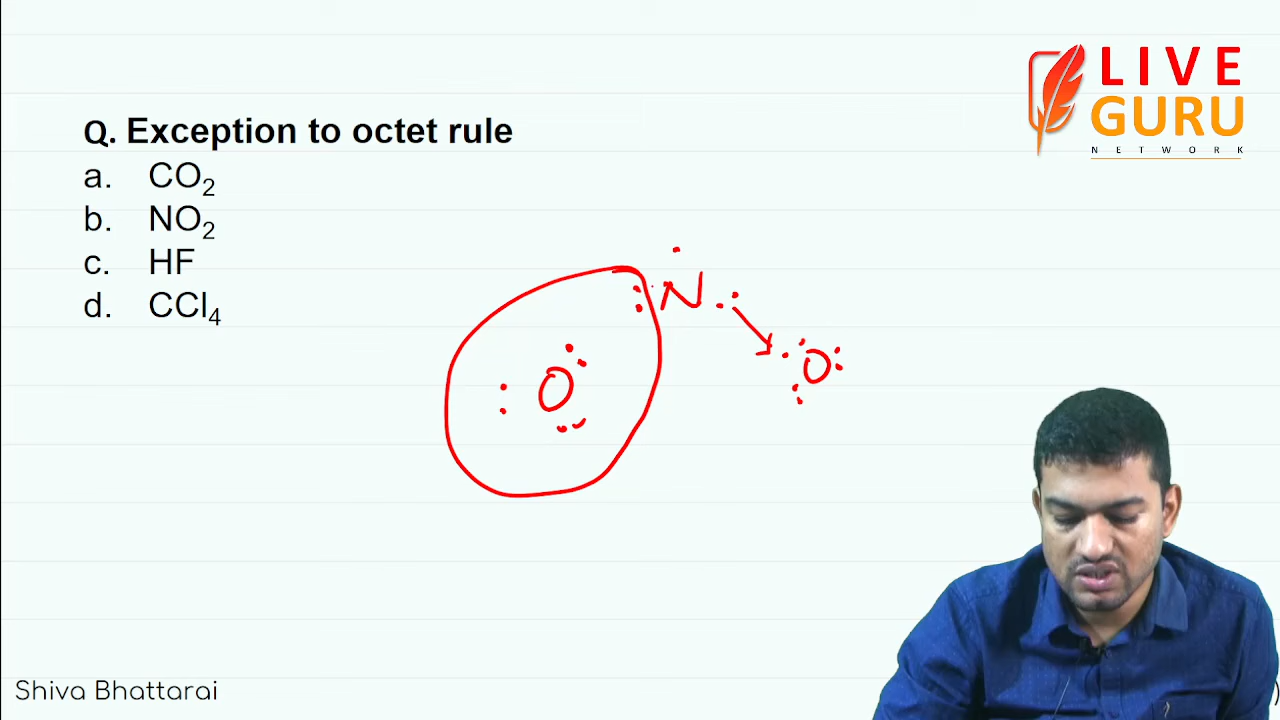 LIVE
GURU
NETWORK
Q. Exception to octet rule
a. CO₂
b. NO₂
c. HF
d. CCl₄
N
O
O
Shiva Bhattarai